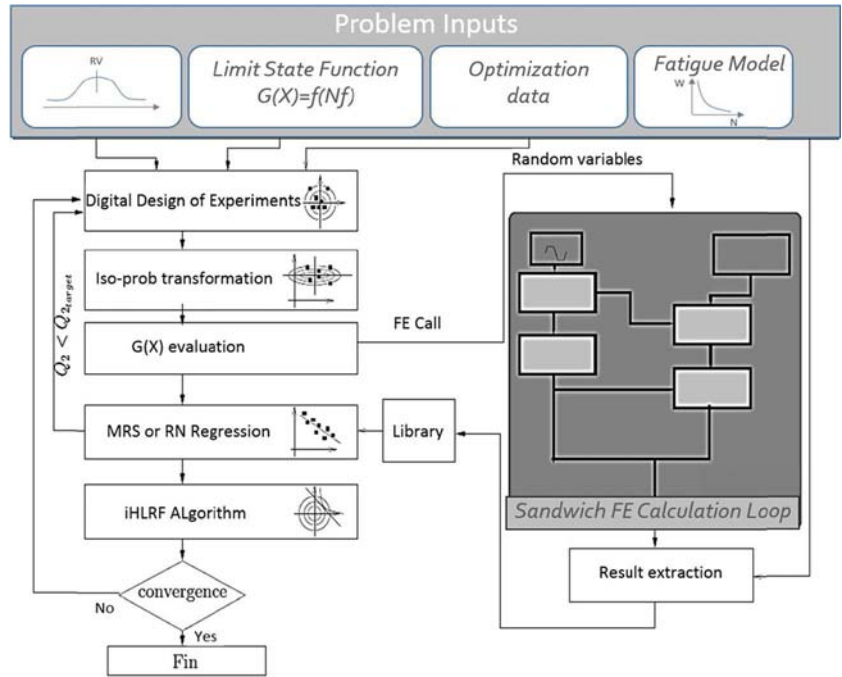 Problem Inputs
RV
Limit State Function
G(X)=f(Nf)
Optimization
data
Fatigue Model
W
N
Random variables
Digital Design of Experiments
Iso-prob transformation
Q₂ < Q₂target
FE Call
G(X) evaluation
MRS or RN Regression
Library
iHLRF ALgorithm
Sandwich FE Calculation Loop
Result extraction
convergence
No
Yes
Fin